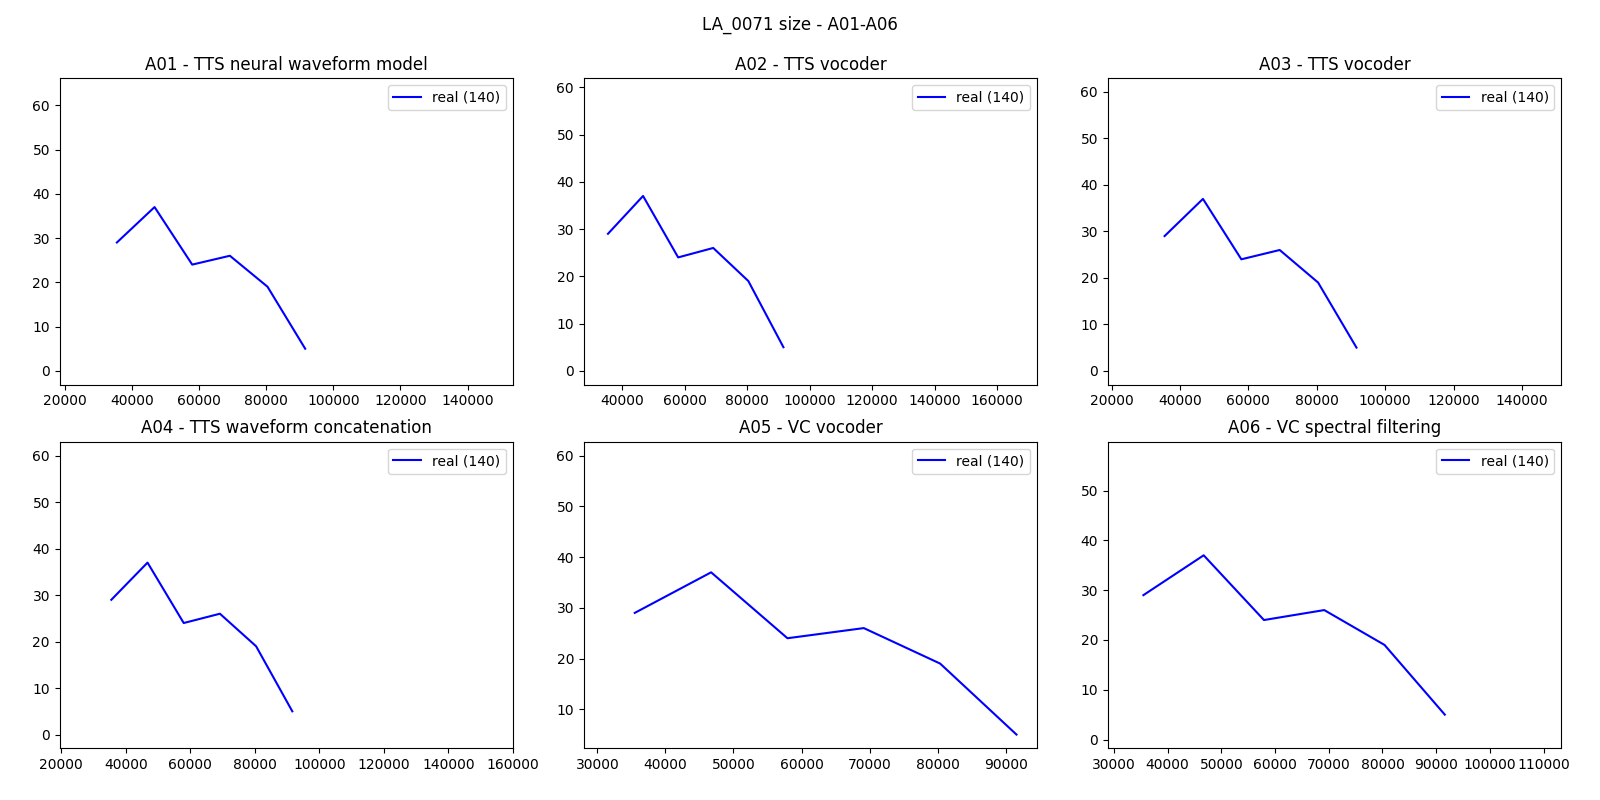 LA_0071 size - A01-A06
A01 - TTS neural waveform model
real (140)
60
50
40
30
20
10
0
20000 40000 60000 80000 100000 120000 140000
A02 - TTS vocoder
real (140)
60
50
40
30
20
10
0
40000 60000 80000 100000 120000 140000 160000
A03 - TTS vocoder
real (140)
60
50
40
30
20
10
0
20000 40000 60000 80000 100000 120000 140000
A04 - TTS waveform concatenation
real (140)
60
50
40
30
20
10
0
20000 40000 60000 80000 100000 120000 140000 160000
A05 - VC vocoder
real (140)
60
50
40
30
20
10
30000 40000 50000 60000 70000 80000 90000
A06 - VC spectral filtering
real (140)
50
40
30
20
10
0
30000 40000 50000 60000 70000 80000 90000 100000 110000